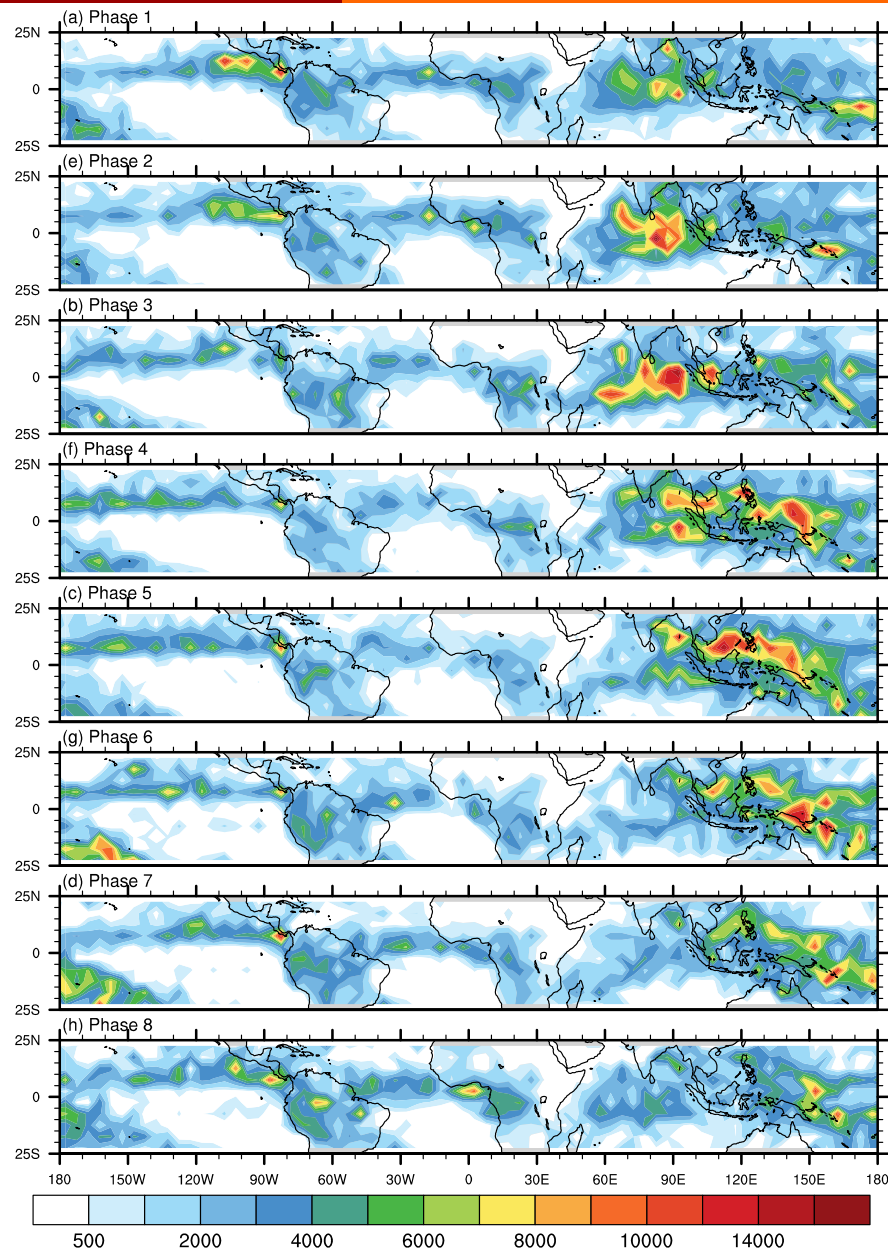 (a) Phase 1
25N
0
25S
(e) Phase 2
25N
0
25S
(b) Phase 3
25N
0
25S
(f) Phase 4
25N
0
25S
(c) Phase 5
25N
0
25S
(g) Phase 6
25N
0
25S
(d) Phase 7
25N
0
25S
(h) Phase 8
25N
0
25S
180 150W 120W 90W 60W 30W 0 30E 60E 90E 120E 150E 180
500 2000 4000 6000 8000 10000 14000